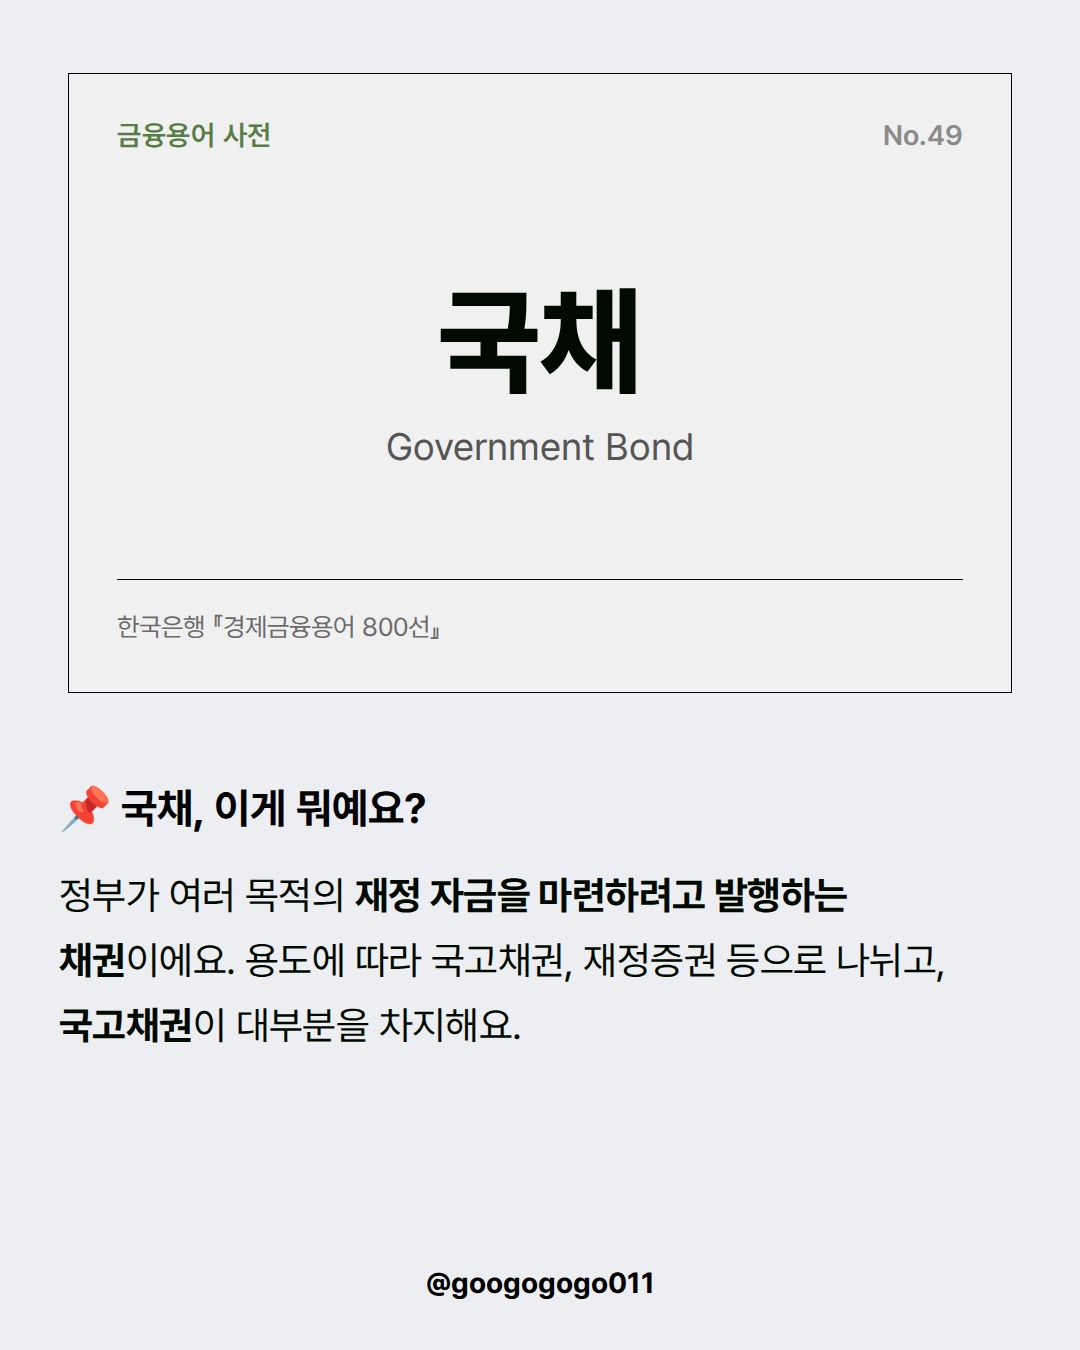 금융용어 사전
No.49
국채
Government Bond
한국은행 『경제금융용어 800선』
📌 국채, 이게 뭐예요?
정부가 여러 목적의 재정 자금을 마련하려고 발행하는
채권이에요. 용도에 따라 국고채권, 재정증권 등으로 나뉘고,
국고채권이 대부분을 차지해요.
@googogogo011